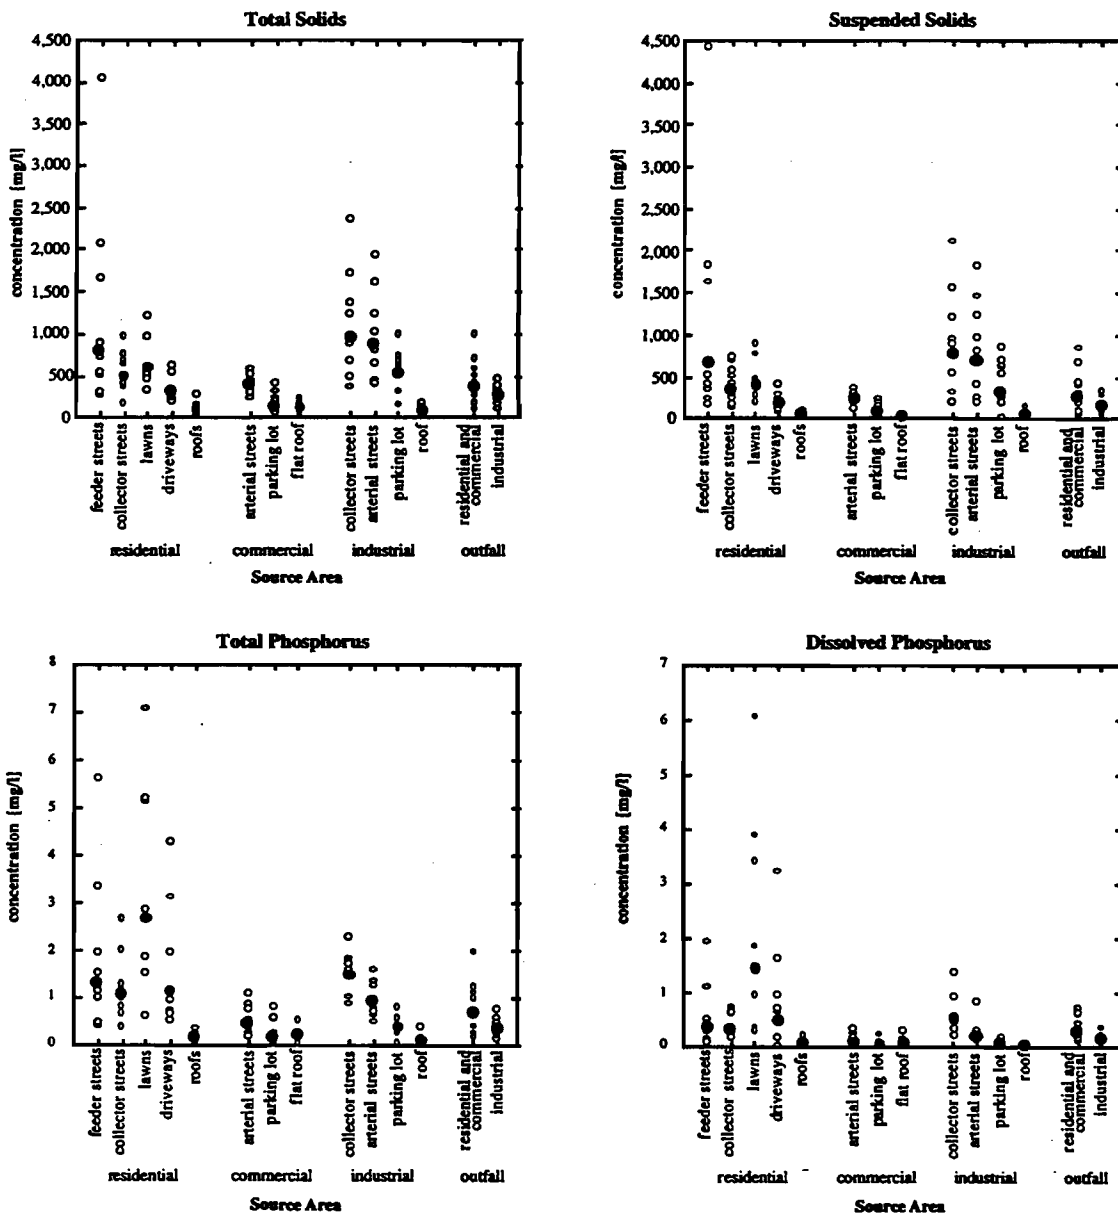 Total Solids
concentration [mg/l]
4,500
4,000
3,500
3,000
2,500
2,000
1,500
1,000
500
0
feeder streets
collector streets
lawns
driveways
roofs
arterial streets
parking lot
flat roof
collector streets
arterial streets
parking lot
roof
residential and
commercial
industrial
residential
commercial
industrial
outfall
Source Area
Suspended Solids
concentration [mg/l]
4,500
4,000
3,500
3,000
2,500
2,000
1,500
1,000
500
0
feeder streets
collector streets
lawns
driveways
roofs
arterial streets
parking lot
flat roof
collector streets
arterial streets
parking lot
roof
residential and
commercial
industrial
residential
commercial
industrial
outfall
Source Area
Total Phosphorus
concentration [mg/l]
8
7
6
5
4
3
2
1
0
feeder streets
collector streets
lawns
driveways
roofs
arterial streets
parking lot
flat roof
collector streets
arterial streets
parking lot
roof
residential and
commercial
industrial
residential
commercial
industrial
outfall
Source Area
Dissolved Phosphorus
concentration [mg/l]
7
6
5
4
3
2
1
0
feeder streets
collector streets
lawns
driveways
roofs
arterial streets
parking lot
flat roof
collector streets
arterial streets
parking lot
roof
residential and
commercial
industrial
residential
commercial
industrial
outfall
Source Area